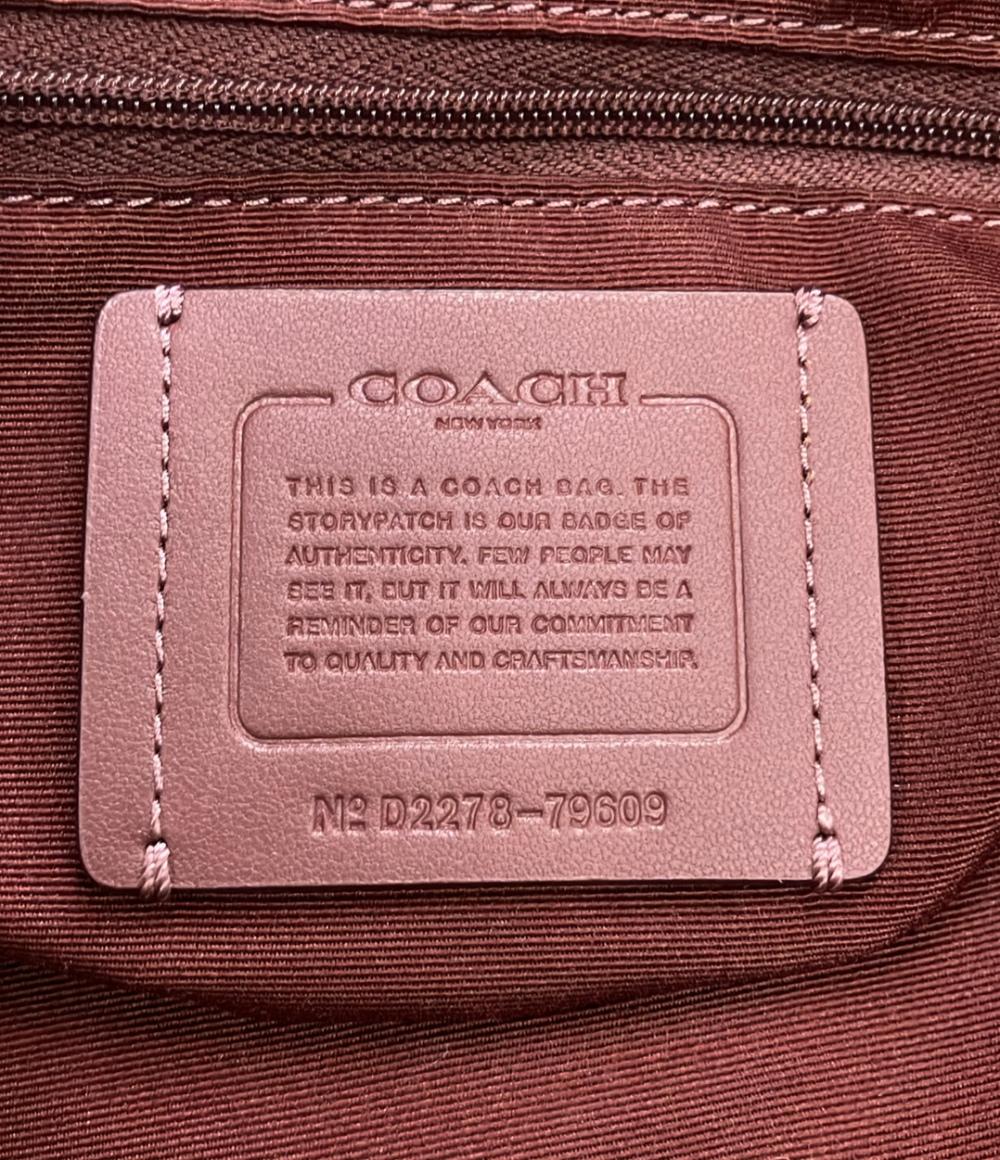 COACH
NEW YORK
THIS IS A COACH BAG. THE
STORYPATCH IS OUR BADGE OF
AUTHENTICITY. FEW PEOPLE MAY
SEE IT, BUT IT WILL ALWAYS BE A
REMINDER OF OUR COMMITMENT
TO QUALITY AND CRAFTSMANSHIP.
Nº D2278-79609